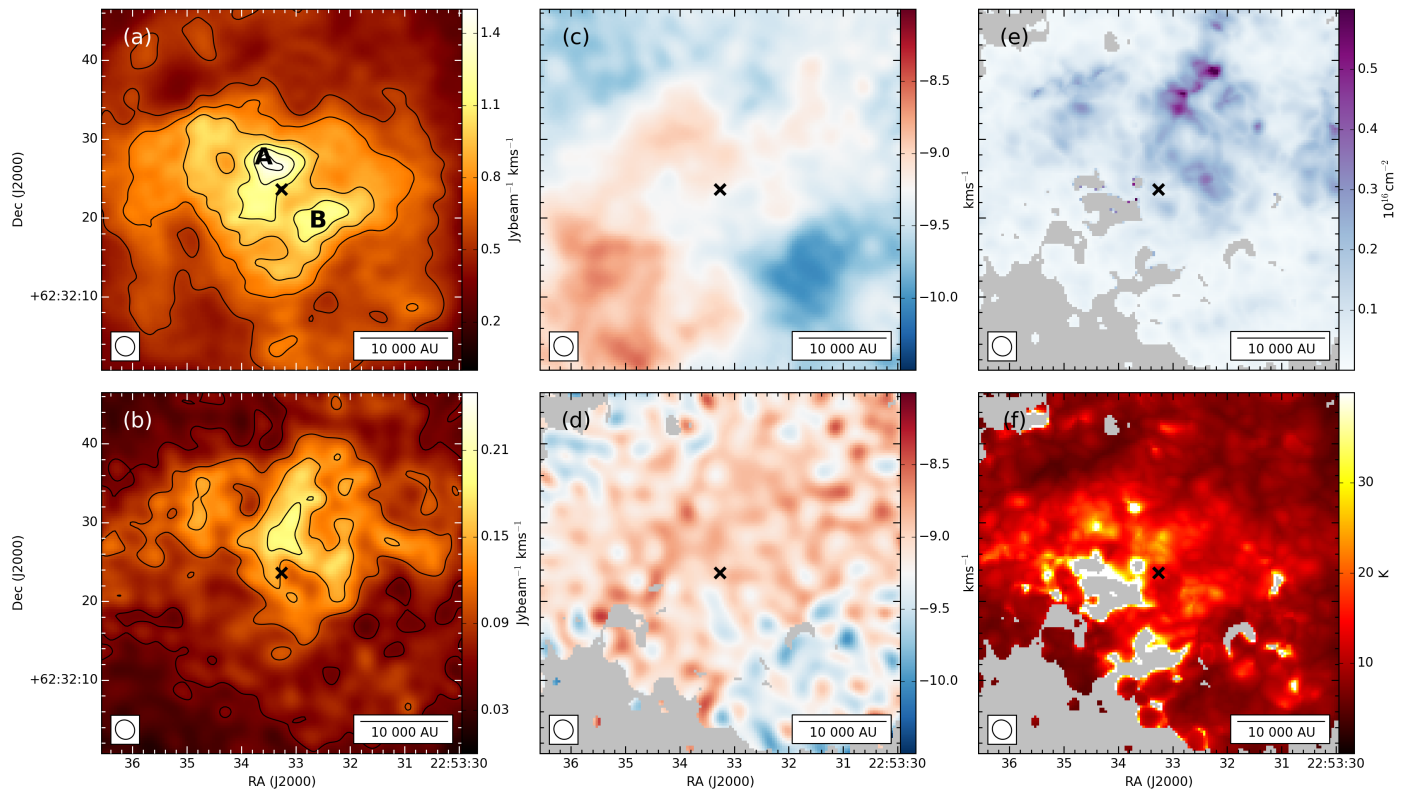 (a)
A
B
10 000 AU
40
30
20
+62:32:10
Dec (J2000)
1.4
1.1
0.8
0.5
0.2
Jybeam⁻¹ kms⁻¹
(c)
10 000 AU
−8.5
−9.0
−9.5
−10.0
kms⁻¹
(e)
10 000 AU
0.5
0.4
0.3
0.2
0.1
10¹⁶ cm⁻²
(b)
10 000 AU
40
30
20
+62:32:10
Dec (J2000)
36 35 34 33 32 31 22:53:30
RA (J2000)
0.21
0.15
0.09
0.03
Jybeam⁻¹ kms⁻¹
(d)
10 000 AU
36 35 34 33 32 31 22:53:30
RA (J2000)
−8.5
−9.0
−9.5
−10.0
kms⁻¹
(f)
10 000 AU
36 35 34 33 32 31 22:53:30
RA (J2000)
30
20
10
K